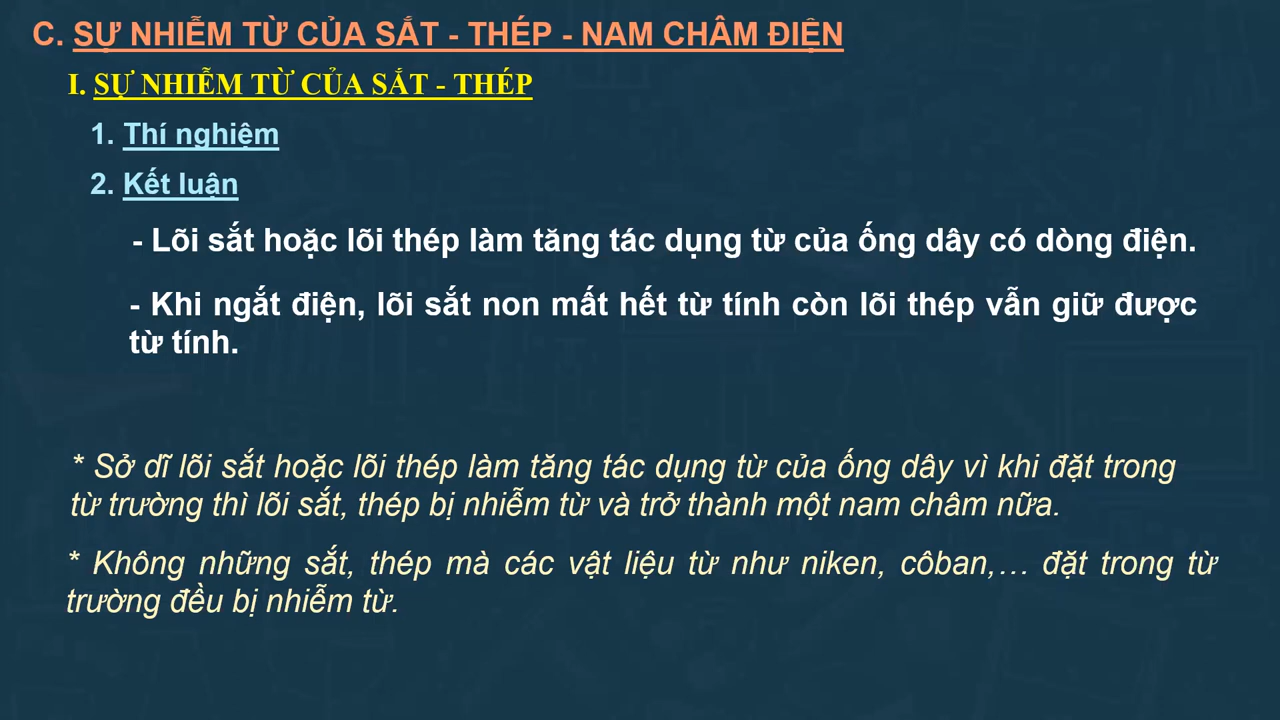 C. SỰ NHIỄM TỪ CỦA SẮT - THÉP - NAM CHÂM ĐIỆN
I. SỰ NHIỄM TỪ CỦA SẮT - THÉP
1. Thí nghiệm
2. Kết luận
- Lõi sắt hoặc lõi thép làm tăng tác dụng từ của ống dây có dòng điện.
- Khi ngắt điện, lõi sắt non mất hết từ tính còn lõi thép vẫn giữ được
từ tính.
* Sở dĩ lõi sắt hoặc lõi thép làm tăng tác dụng từ của ống dây vì khi đặt trong
từ trường thì lõi sắt, thép bị nhiễm từ và trở thành một nam châm nữa.
* Không những sắt, thép mà các vật liệu từ như niken, côban,… đặt trong từ
trường đều bị nhiễm từ.